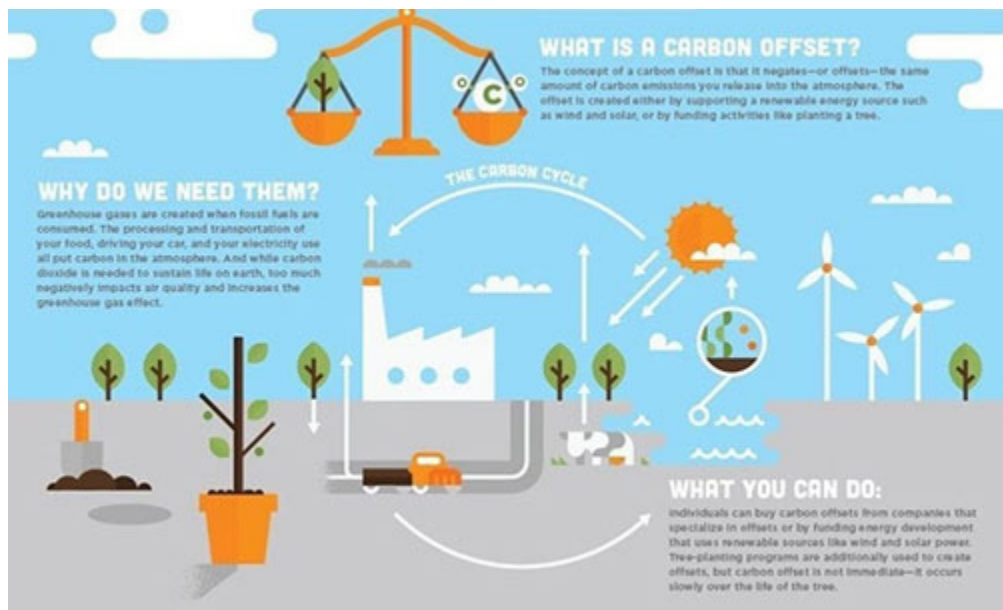 WHAT IS A CARBON OFFSET?
The concept of a carbon offset is that it negates—or offsets—the same
amount of carbon emissions you release into the atmosphere. The
offset is created either by supporting a renewable energy source such
as wind and solar, or by funding activities like planting a tree.
C
THE CARBON CYCLE
WHY DO WE NEED THEM?
Greenhouse gases are created when fossil fuels are
consumed. The processing and transportation of
your food, driving your car, and your electricity use
all put carbon in the atmosphere. And while carbon
dioxide is needed to sustain life on earth, too much
negatively impacts air quality and increases the
greenhouse gas effect.
WHAT YOU CAN DO:
Individuals can buy carbon offsets from companies that
specialize in offsets or by funding energy development
that uses renewable sources like wind and solar power.
Tree-planting programs are additionally used to create
offsets, but carbon offset is not immediate—it occurs
slowly over the life of the tree.